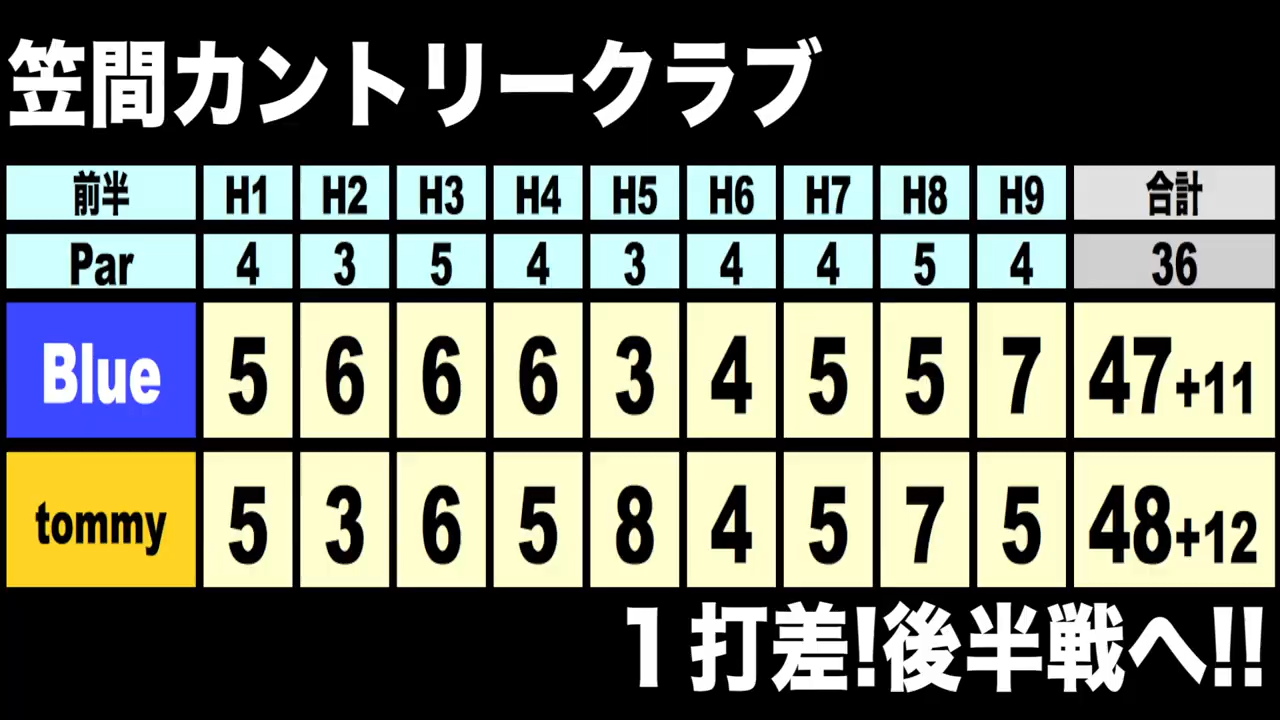 笠間カントリークラブ
前半 H1 H2 H3 H4 H5 H6 H7 H8 H9 合計
Par 4 3 5 4 3 4 4 5 4 36
Blue 5 6 6 6 3 4 5 5 7 47+11
tommy 5 3 6 5 8 4 5 7 5 48+12
1打差!後半戦へ!!